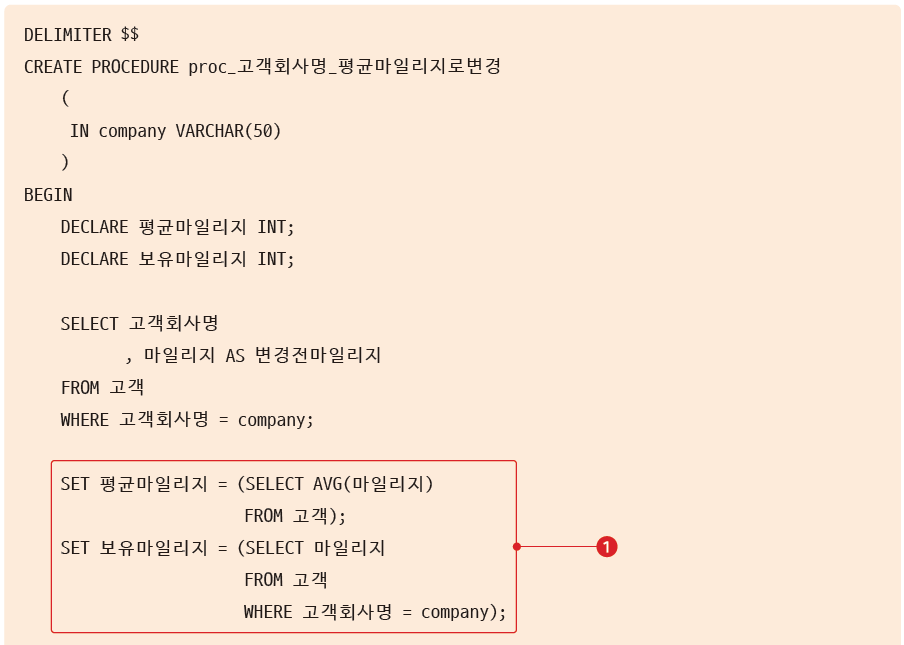 DELIMITER $$
CREATE PROCEDURE proc_고객회사명_평균마일리지로변경
(
IN company VARCHAR(50)
)
BEGIN
DECLARE 평균마일리지 INT;
DECLARE 보유마일리지 INT;
SELECT 고객회사명
, 마일리지 AS 변경전마일리지
FROM 고객
WHERE 고객회사명 = company;
SET 평균마일리지 = (SELECT AVG(마일리지)
FROM 고객);
SET 보유마일리지 = (SELECT 마일리지
1
FROM 고객
WHERE 고객회사명 = company);